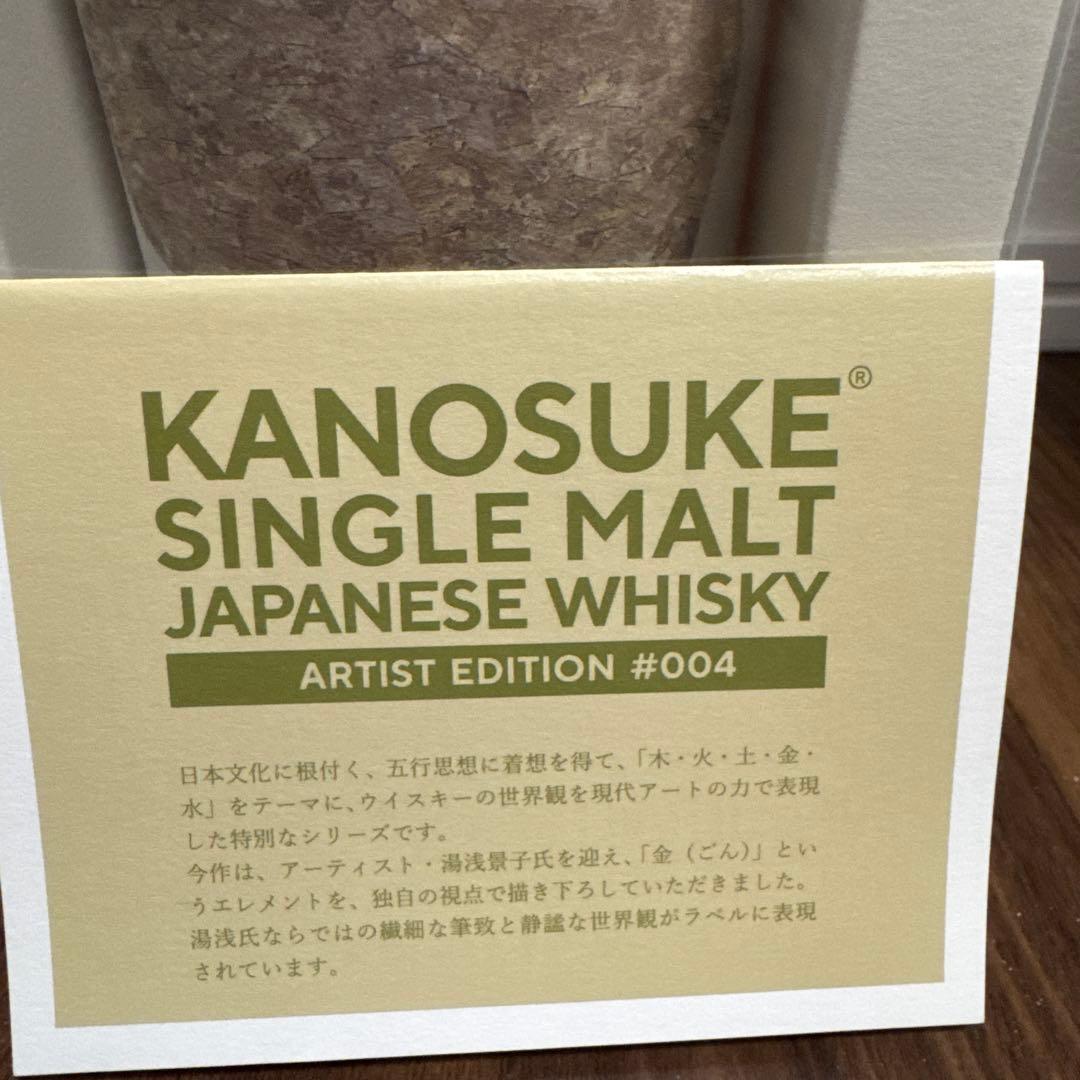 KANOSUKE®
SINGLE MALT
JAPANESE WHISKY
ARTIST EDITION #004
日本文化に根付く、五行思想に着想を得て、「木・火・土・金・
水」をテーマに、ウイスキーの世界観を現代アートの力で表現
した特別なシリーズです。
今作は、アーティスト・湯浅景子氏を迎え、「金（ごん）」とい
うエレメントを、独自の視点で描き下ろしていただきました。
湯浅氏ならではの繊細な筆致と静謐な世界観がラベルに表現
されています。